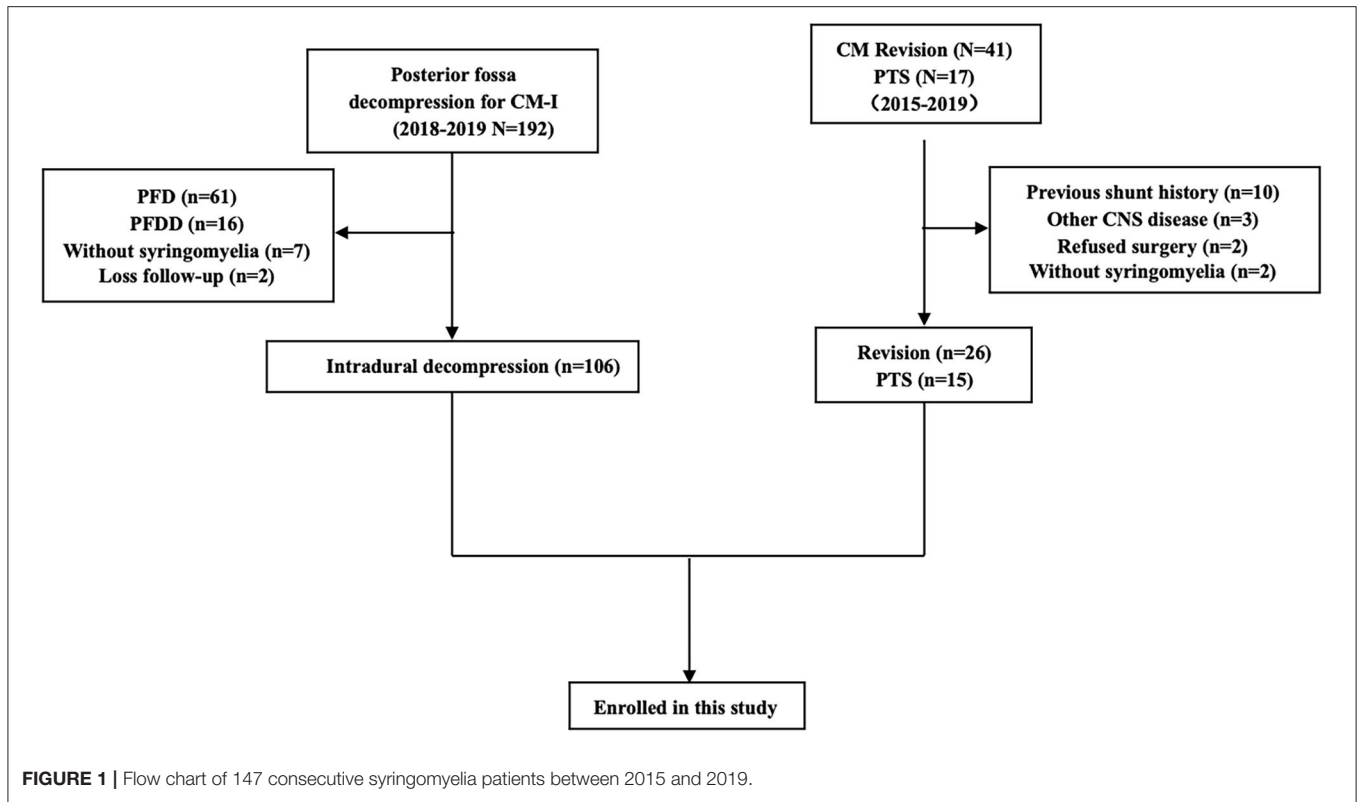 Posterior fossa
decompression for CM-I
(2018-2019 N=192)
CM Revision (N=41)
PTS (N=17)
（2015-2019）
PFD (n=61)
PFDD (n=16)
Without syringomyelia (n=7)
Loss follow-up (n=2)
Previous shunt history (n=10)
Other CNS disease (n=3)
Refused surgery (n=2)
Without syringomyelia (n=2)
Intradural decompression (n=106)
Revision (n=26)
PTS (n=15)
Enrolled in this study
FIGURE 1 | Flow chart of 147 consecutive syringomyelia patients between 2015 and 2019.